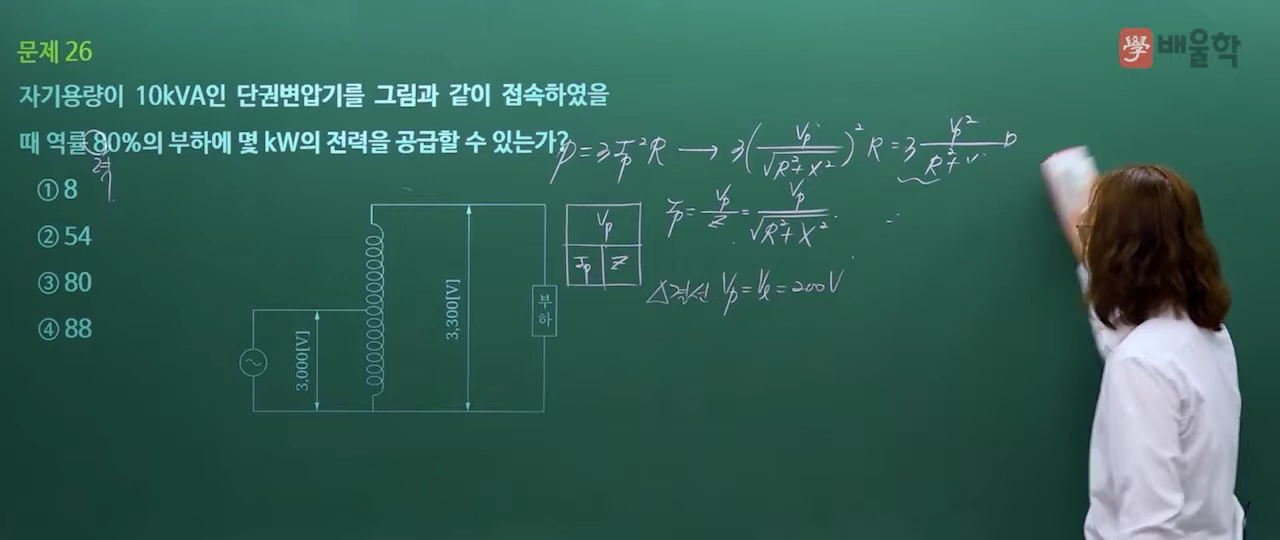 學 배울학
문제 26
자기용량이 10kVA인 단권변압기를 그림과 같이 접속하였을
때 역률 80%의 부하에 몇 kW의 전력을 공급할 수 있는가?
① 8
② 54
③ 80
④ 88
3,000[V]
3,300[V]
부하
P=3Ip²R → 3(Vp/√R²+X²)²R=3
Vp
Ip Z
Ip=Vp/Z=Vp/√R²+X²
△결선 Vp=Vl=200V